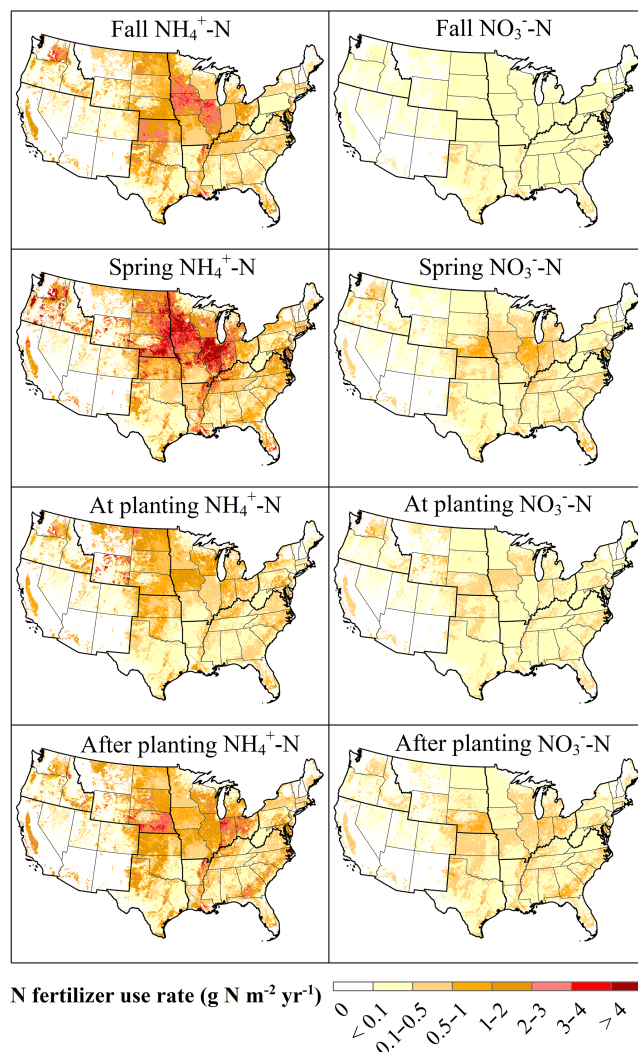 Fall NH₄⁺-N
Fall NO₃⁻-N
Spring NH₄⁺-N
Spring NO₃⁻-N
At planting NH₄⁺-N
At planting NO₃⁻-N
After planting NH₄⁺-N
After planting NO₃⁻-N
N fertilizer use rate (g N m⁻² yr⁻¹)
0
< 0.1
0.1–0.5
0.5–1
1–2
2–3
3–4
> 4